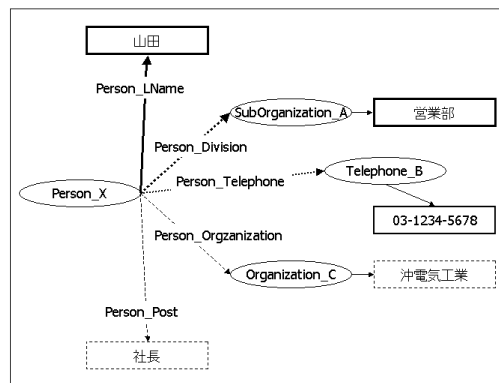 山田
Person_LName
SubOrganization_A
営業部
Person_Division
Person_Telephone
Telephone_B
Person_X
03-1234-5678
Person_Orgzanization
Organization_C
沖電気工業
Person_Post
社長